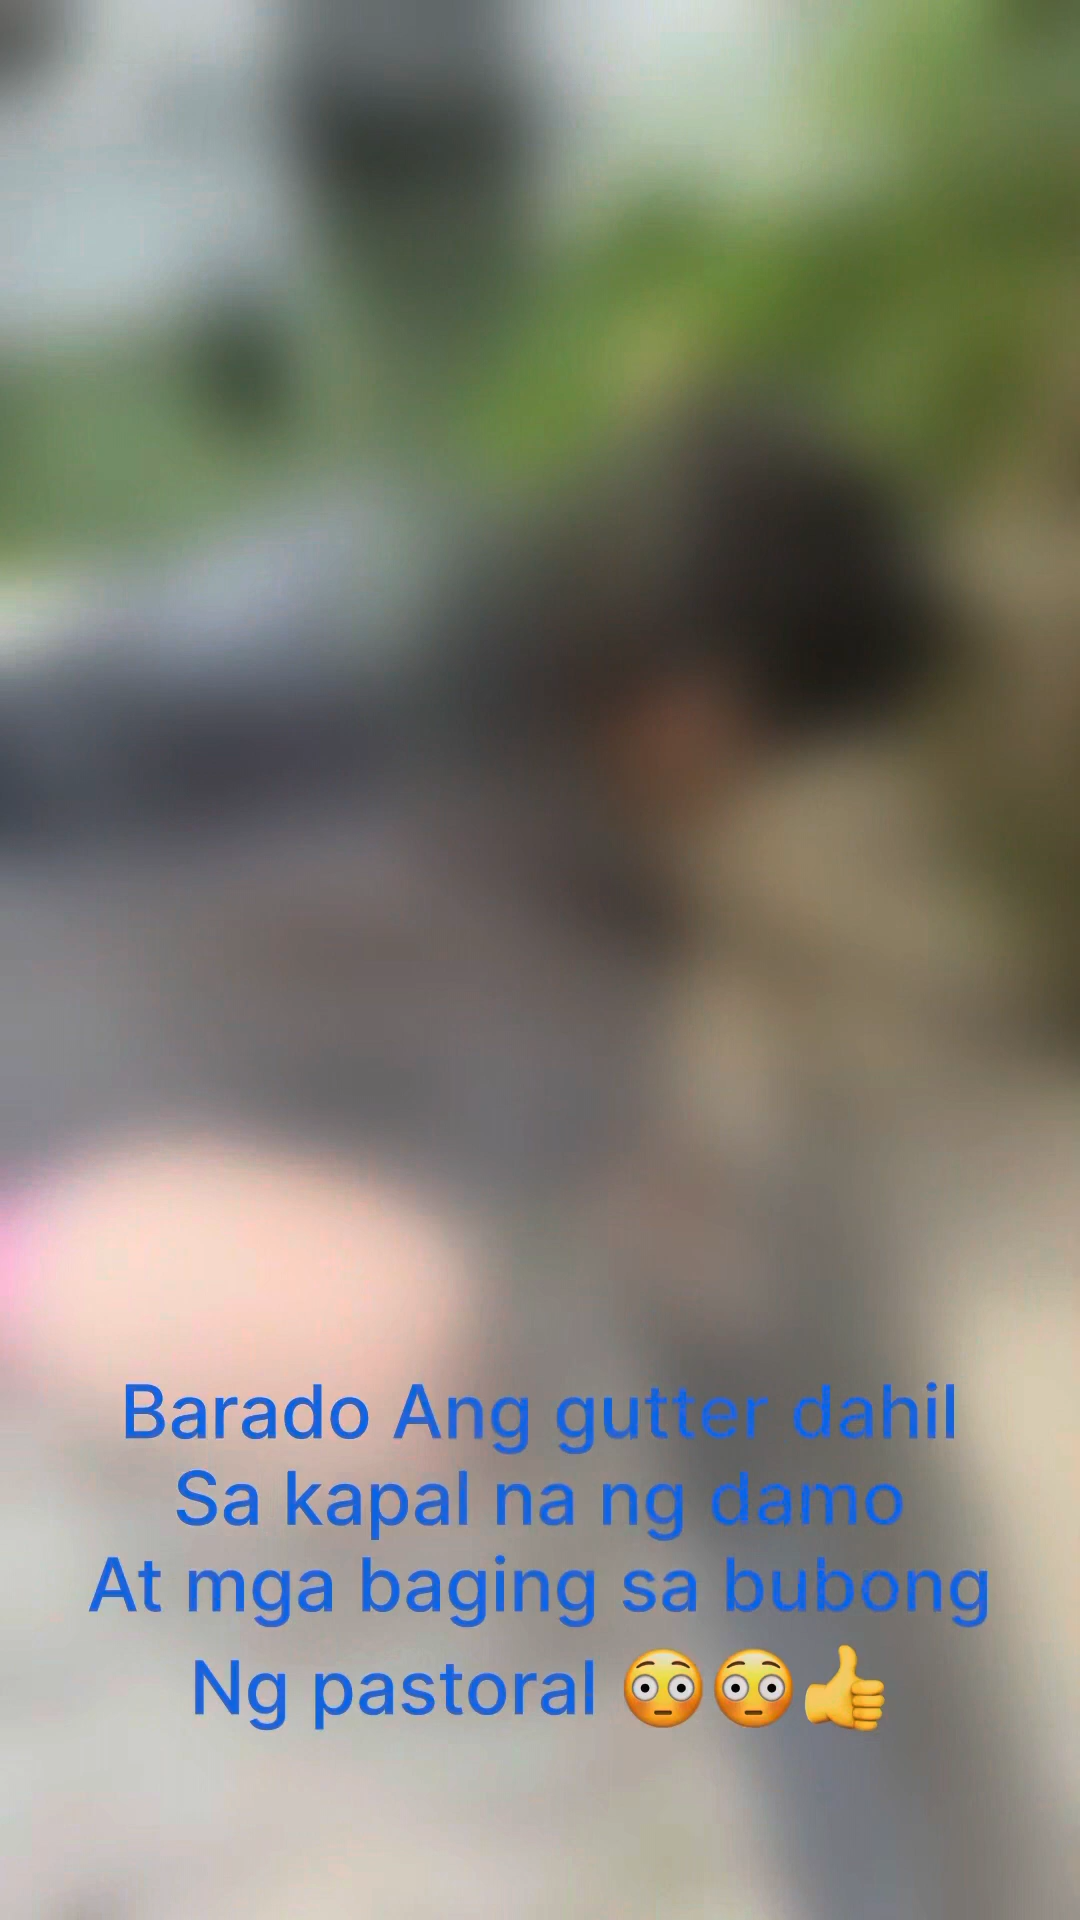 Barado Ang gutter dahil
Sa kapal na ng damo
At mga baging sa bubong
Ng pastoral 😳😳👍